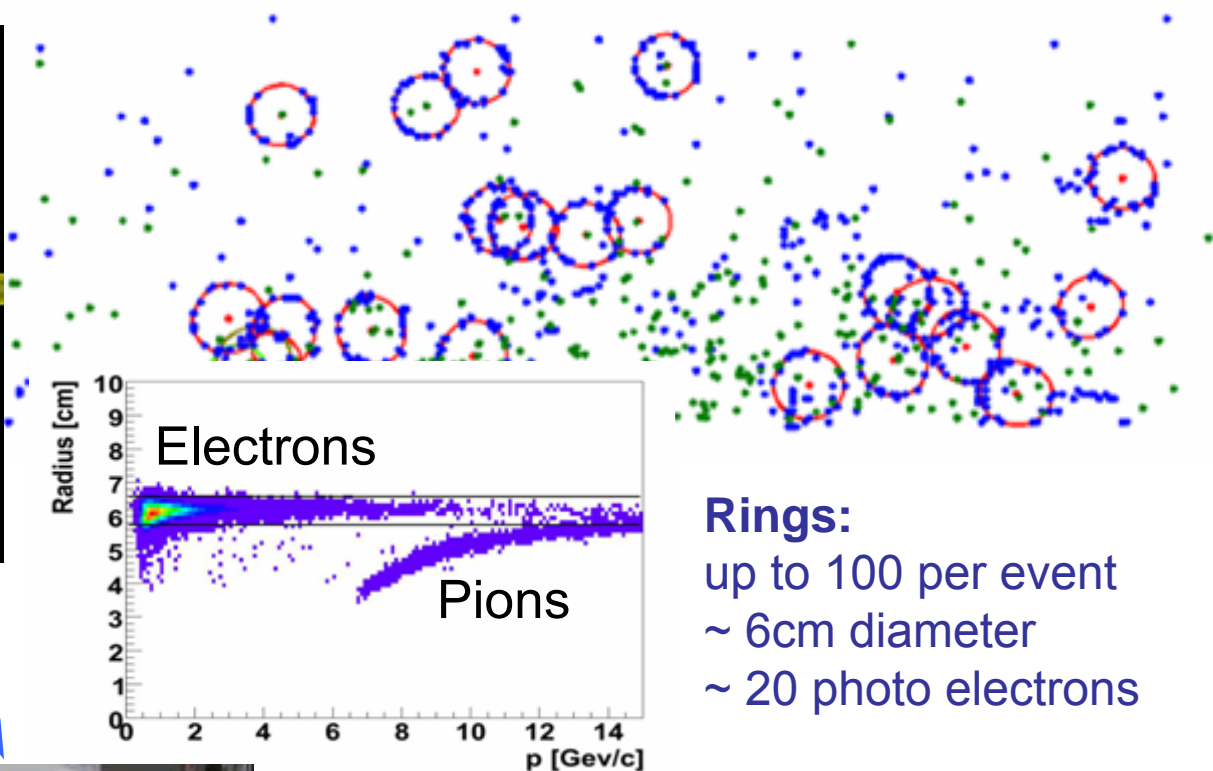 Radius [cm]
10
9
8
7
6
5
4
3
2
1
0
Electrons
Pions
0 2 4 6 8 10 12 14
p [Gev/c]
Rings:
up to 100 per event
~ 6cm diameter
~ 20 photo electrons